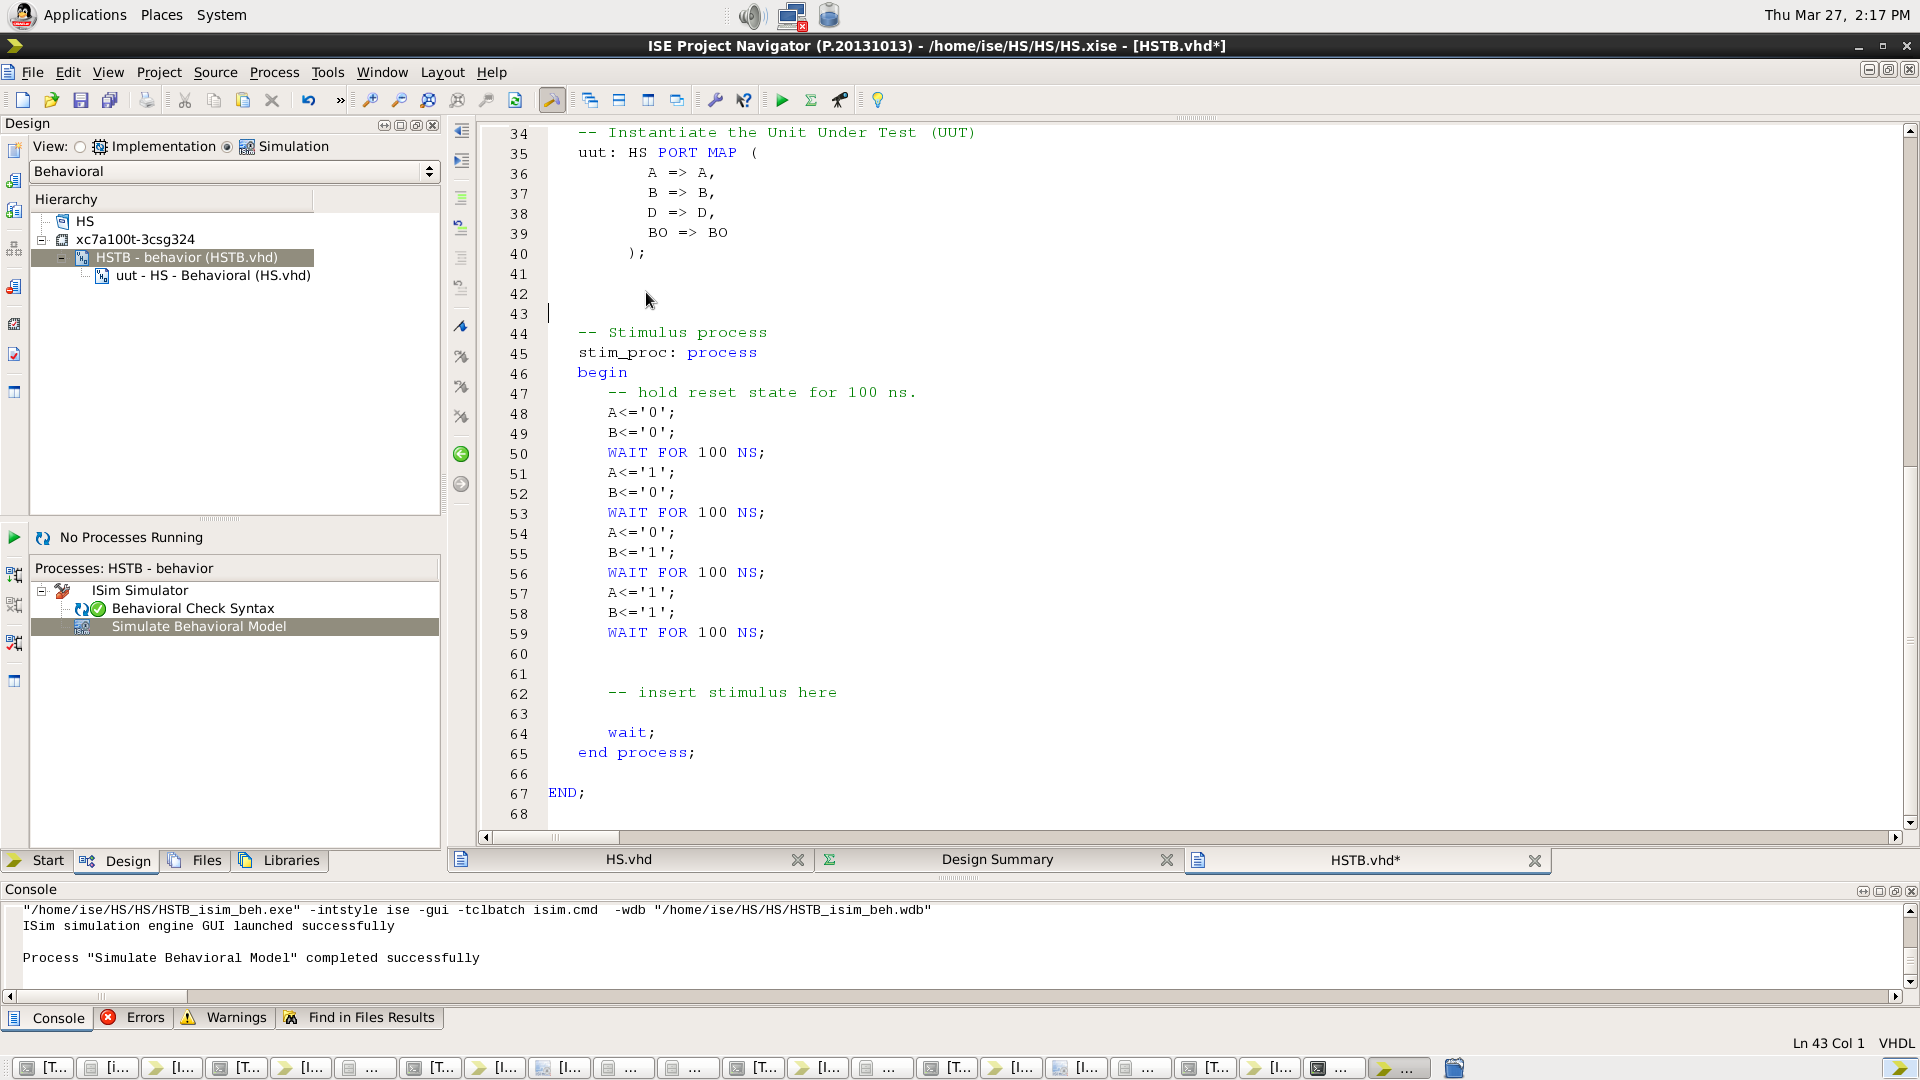 Applications Places System
Thu Mar 27, 2:17 PM
ISE Project Navigator (P.20131013) - /home/ise/HS/HS/HS.xise - [HSTB.vhd*]
File Edit View Project Source Process Tools Window Layout Help
»
Design
View: Implementation Simulation
Behavioral
Hierarchy
HS
xc7a100t-3csg324
HSTB - behavior (HSTB.vhd)
uut - HS - Behavioral (HS.vhd)
No Processes Running
Processes: HSTB - behavior
ISim Simulator
Behavioral Check Syntax
Simulate Behavioral Model
Start Design Files Libraries
34 -- Instantiate the Unit Under Test (UUT)
35 uut: HS PORT MAP (
36 A => A,
37 B => B,
38 D => D,
39 BO => BO
40 );
41
42
43
44 -- Stimulus process
45 stim_proc: process
46 begin
47 -- hold reset state for 100 ns.
48 A<='0';
49 B<='0';
50 WAIT FOR 100 NS;
51 A<='1';
52 B<='0';
53 WAIT FOR 100 NS;
54 A<='0';
55 B<='1';
56 WAIT FOR 100 NS;
57 A<='1';
58 B<='1';
59 WAIT FOR 100 NS;
60
61
62 -- insert stimulus here
63
64 wait;
65 end process;
66
67 END;
68
HS.vhd Design Summary HSTB.vhd*
Console
"/home/ise/HS/HS/HSTB_isim_beh.exe" -intstyle ise -gui -tclbatch isim.cmd -wdb "/home/ise/HS/HS/HSTB_isim_beh.wdb"
ISim simulation engine GUI launched successfully
Process "Simulate Behavioral Model" completed successfully
Console Errors Warnings Find in Files Results
Ln 43 Col 1 VHDL
[T... [i... [I... [T... [I... ... [T... [I... [I... ... ... [T... [I... ... [T... [I... [I... ... [T... [I... ... ...